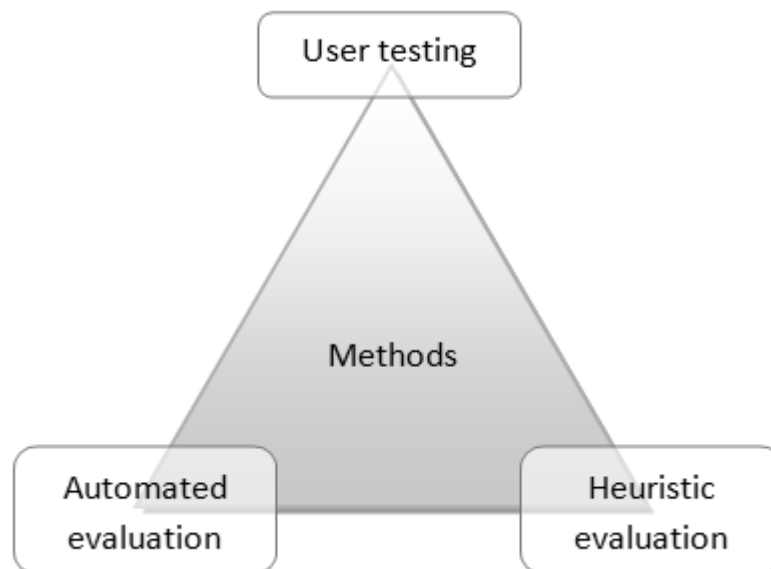 User testing
Methods
Automated
evaluation
Heuristic
evaluation